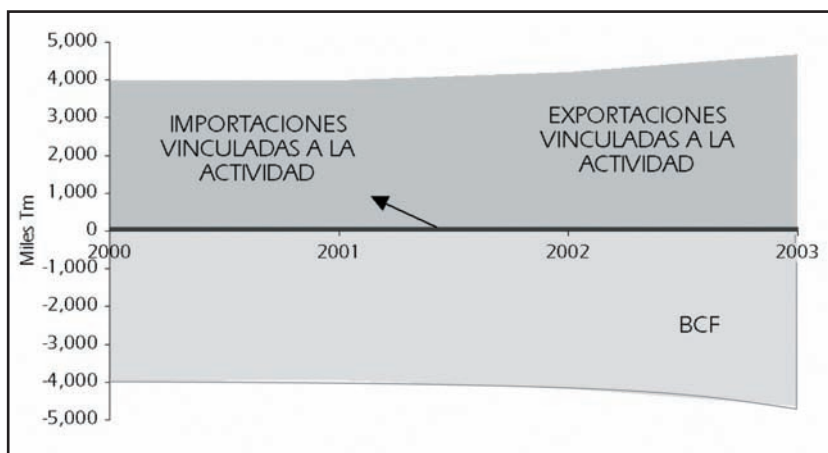 5,000
4,000
3,000
2,000
1,000
0
-1,000
-2,000
-3,000
-4,000
-5,000
Miles Tm
IMPORTACIONES
VINCULADAS A LA
ACTIVIDAD
EXPORTACIONES
VINCULADAS A LA
ACTIVIDAD
2000 2001 2002 2003
BCF